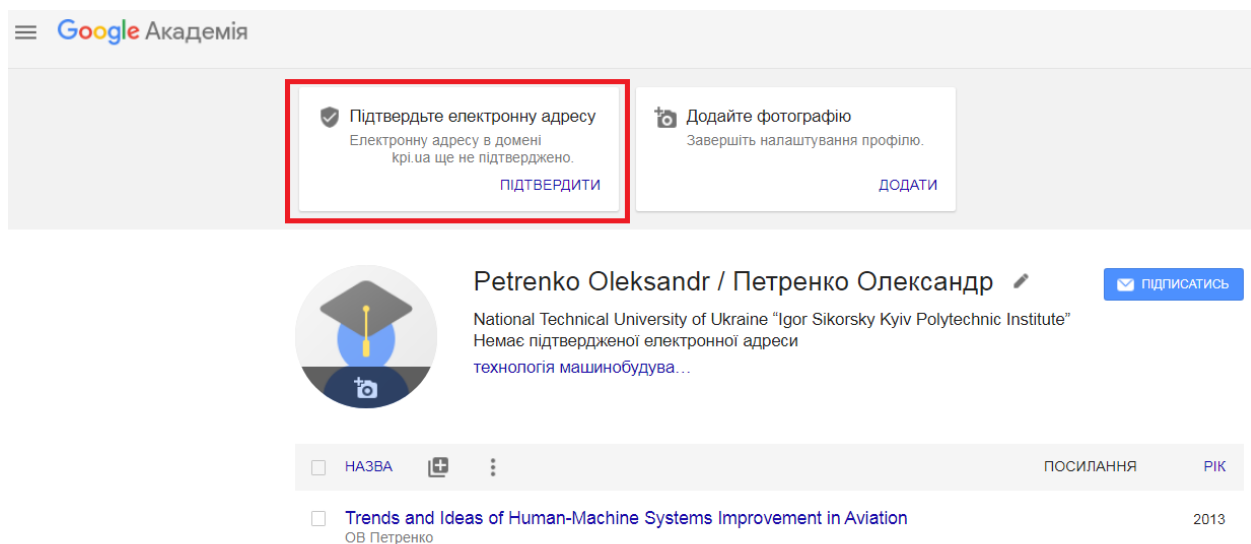 Google Академія
Підтвердьте електронну адресу
Електронну адресу в домені
kpi.ua ще не підтверджено.
ПІДТВЕРДИТИ
Додайте фотографію
Завершіть налаштування профілю.
ДОДАТИ
Petrenko Oleksandr / Петренко Олександр
ПІДПИСАТИСЬ
National Technical University of Ukraine “Igor Sikorsky Kyiv Polytechnic Institute”
Немає підтвердженої електронної адреси
технологія машинобудува…
НАЗВА ПОСИЛАННЯ РІК
Trends and Ideas of Human-Machine Systems Improvement in Aviation 2013
ОВ Петренко